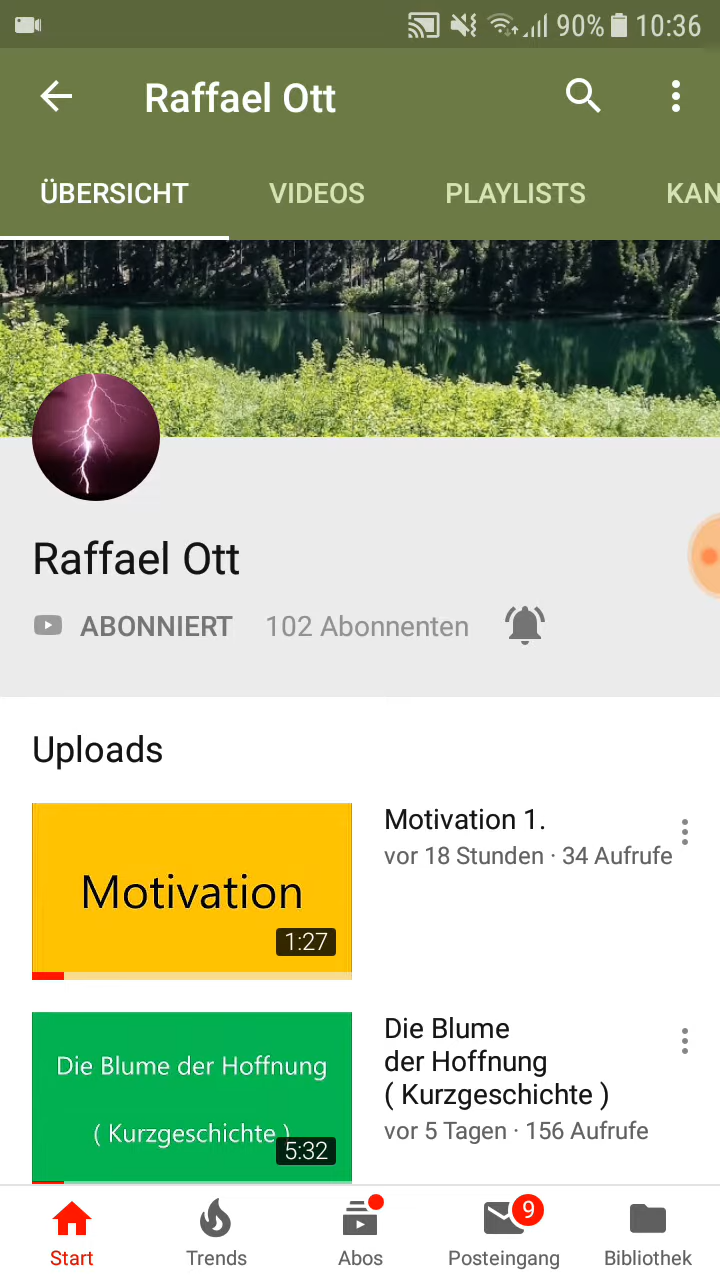 90% 10:36
Raffael Ott
ÜBERSICHT VIDEOS PLAYLISTS KAN
Raffael Ott
ABONNIERT 102 Abonnenten
Uploads
Motivation
1:27
Motivation 1.
vor 18 Stunden · 34 Aufrufe
Die Blume der Hoffnung
( Kurzgeschichte )
5:32
Die Blume
der Hoffnung
( Kurzgeschichte )
vor 5 Tagen · 156 Aufrufe
9
Start Trends Abos Posteingang Bibliothek